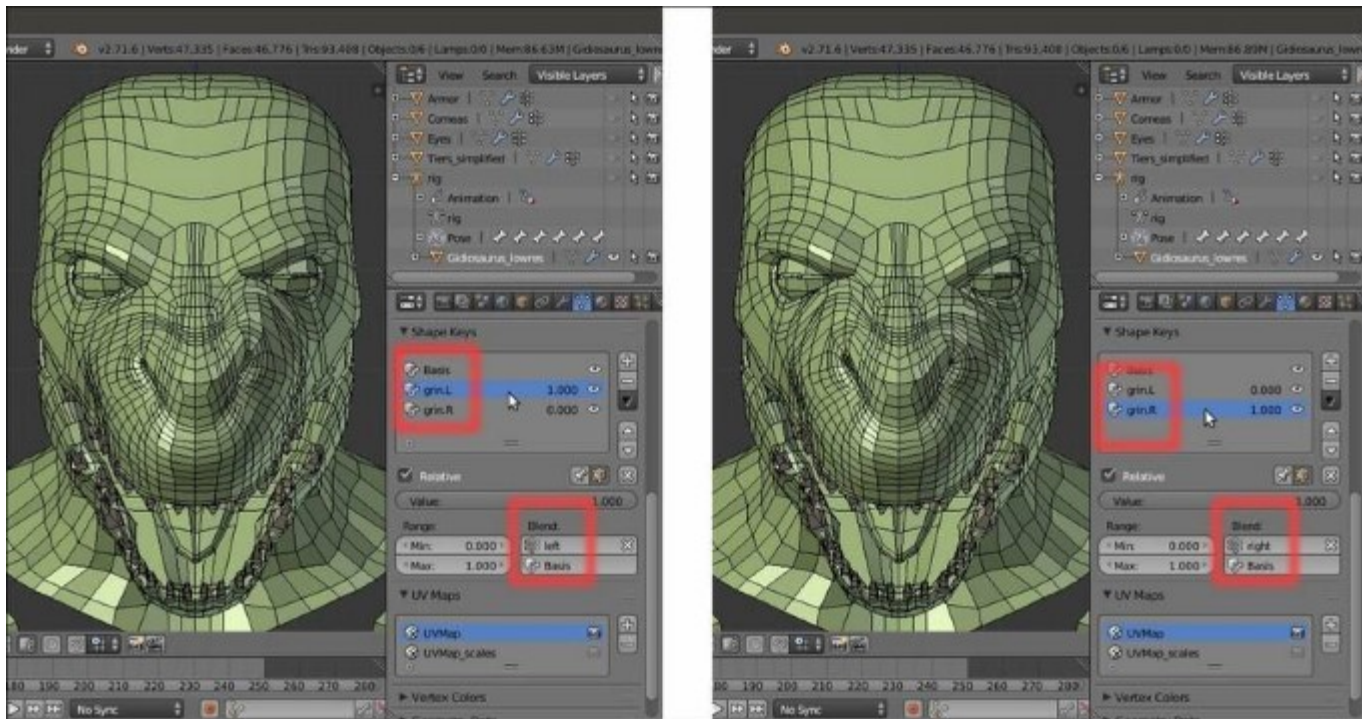 nder v2.71.6 | Verts:47,335 | Faces:46,776 | Tris:93,408 | Objects:0/6 | Lamps:0/0 | Mem:86.63M | Gidiosaurus_lowres
View Search Visible Layers
Armor
Corneas
Eyes
Tiers_simplified
rig
Animation
rig
Pose
Gidiosaurus_lowres
Shape Keys
Basis
grin.L 1.000
grin.R 0.000
Relative
Value: 1.000
Range: Blend:
Min: 0.000 left
Max: 1.000 Basis
UV Maps
UVMap
UVMap_scales
180 190 200 210 220 230 240 250 260 270 280
No Sync
Vertex Colors
nder v2.71.6 | Verts:47,335 | Faces:46,776 | Tris:93,408 | Objects:0/6 | Lamps:0/0 | Mem:86.89M | Gidiosaurus_low
View Search Visible Layers
Armor
Corneas
Eyes
Tiers_simplified
rig
Animation
rig
Pose
Gidiosaurus_lowres
Shape Keys
Basis
grin.L 0.000
grin.R 1.000
Relative
Value: 1.000
Range: Blend:
Min: 0.000 right
Max: 1.000 Basis
UV Maps
UVMap
UVMap_scales
180 190 200 210 220 230 240 250 260 270 280
No Sync
Vertex Colors